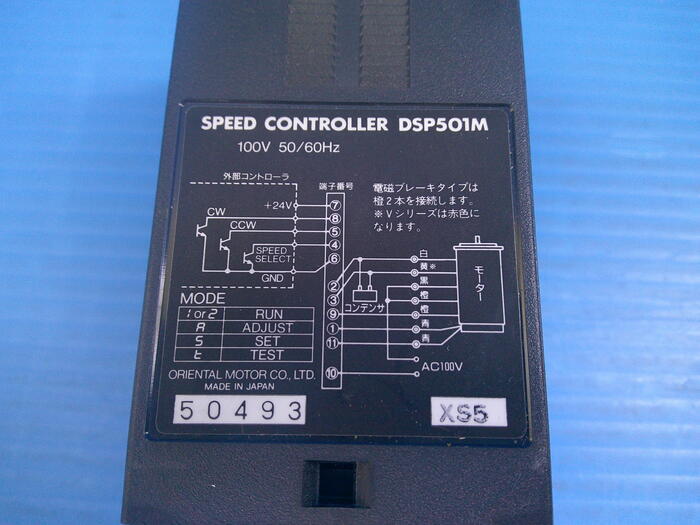 SPEED CONTROLLER DSP501M
100V 50/60Hz
外部コントローラ
端子番号
電磁ブレーキタイプは
橙2本を接続します。
※Vシリーズは赤色に
なります。
+24V
⑦
CW
⑧
CCW
⑤
④
SPEED
SELECT
⑥
GND
②
③
⑨
①
⑪
⑩
白
黄※
黒
橙
橙
青
青
コンデンサ
モーター
AC100V
MODE
1 or 2 RUN
A ADJUST
S SET
t TEST
ORIENTAL MOTOR CO., LTD.
MADE IN JAPAN
50493
XS5